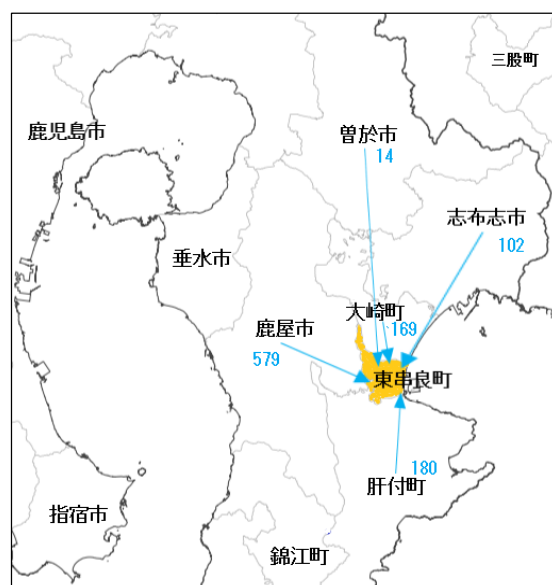 三股町
鹿児島市
曽於市
14
志布志市
102
垂水市
大崎町
169
鹿屋市
579
東串良町
180
肝付町
指宿市
錦江町